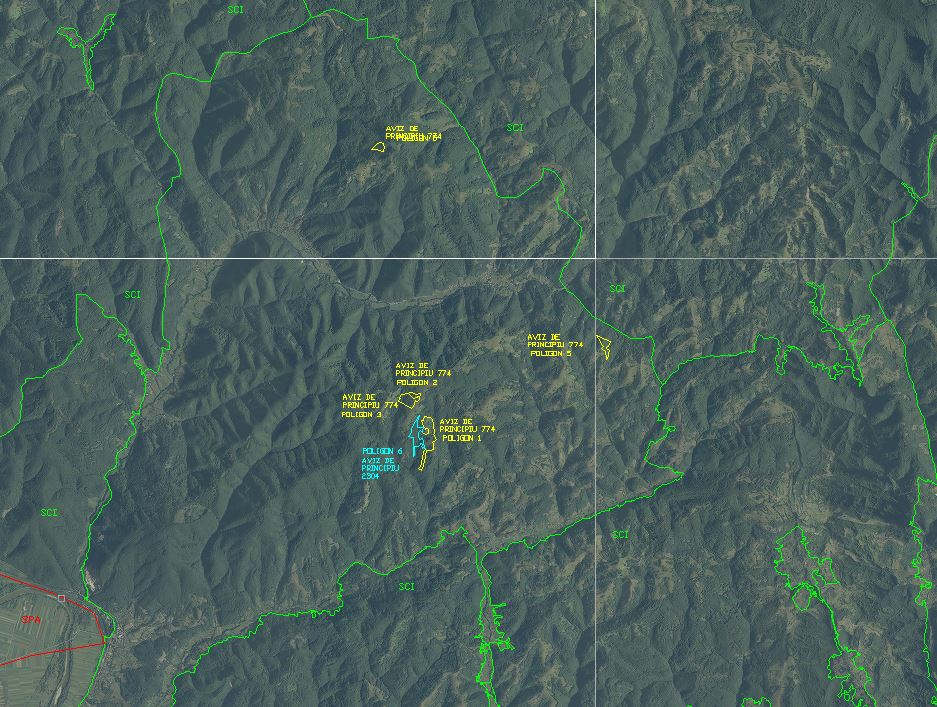 SCI
SCI
AVIZ DE
PRINCIPIU 774
SCI
SCI
AVIZ DE
PRINCIPIU 774
POLIGON 5
AVIZ DE
PRINCIPIU 774
POLIGON 2
AVIZ DE
PRINCIPIU 774
POLIGON 3
AVIZ DE
PRINCIPIU 774
POLIGON 1
POLIGON 6
AVIZ DE
PRINCIPIU
2304
SCI
SCI
SCI
SPA